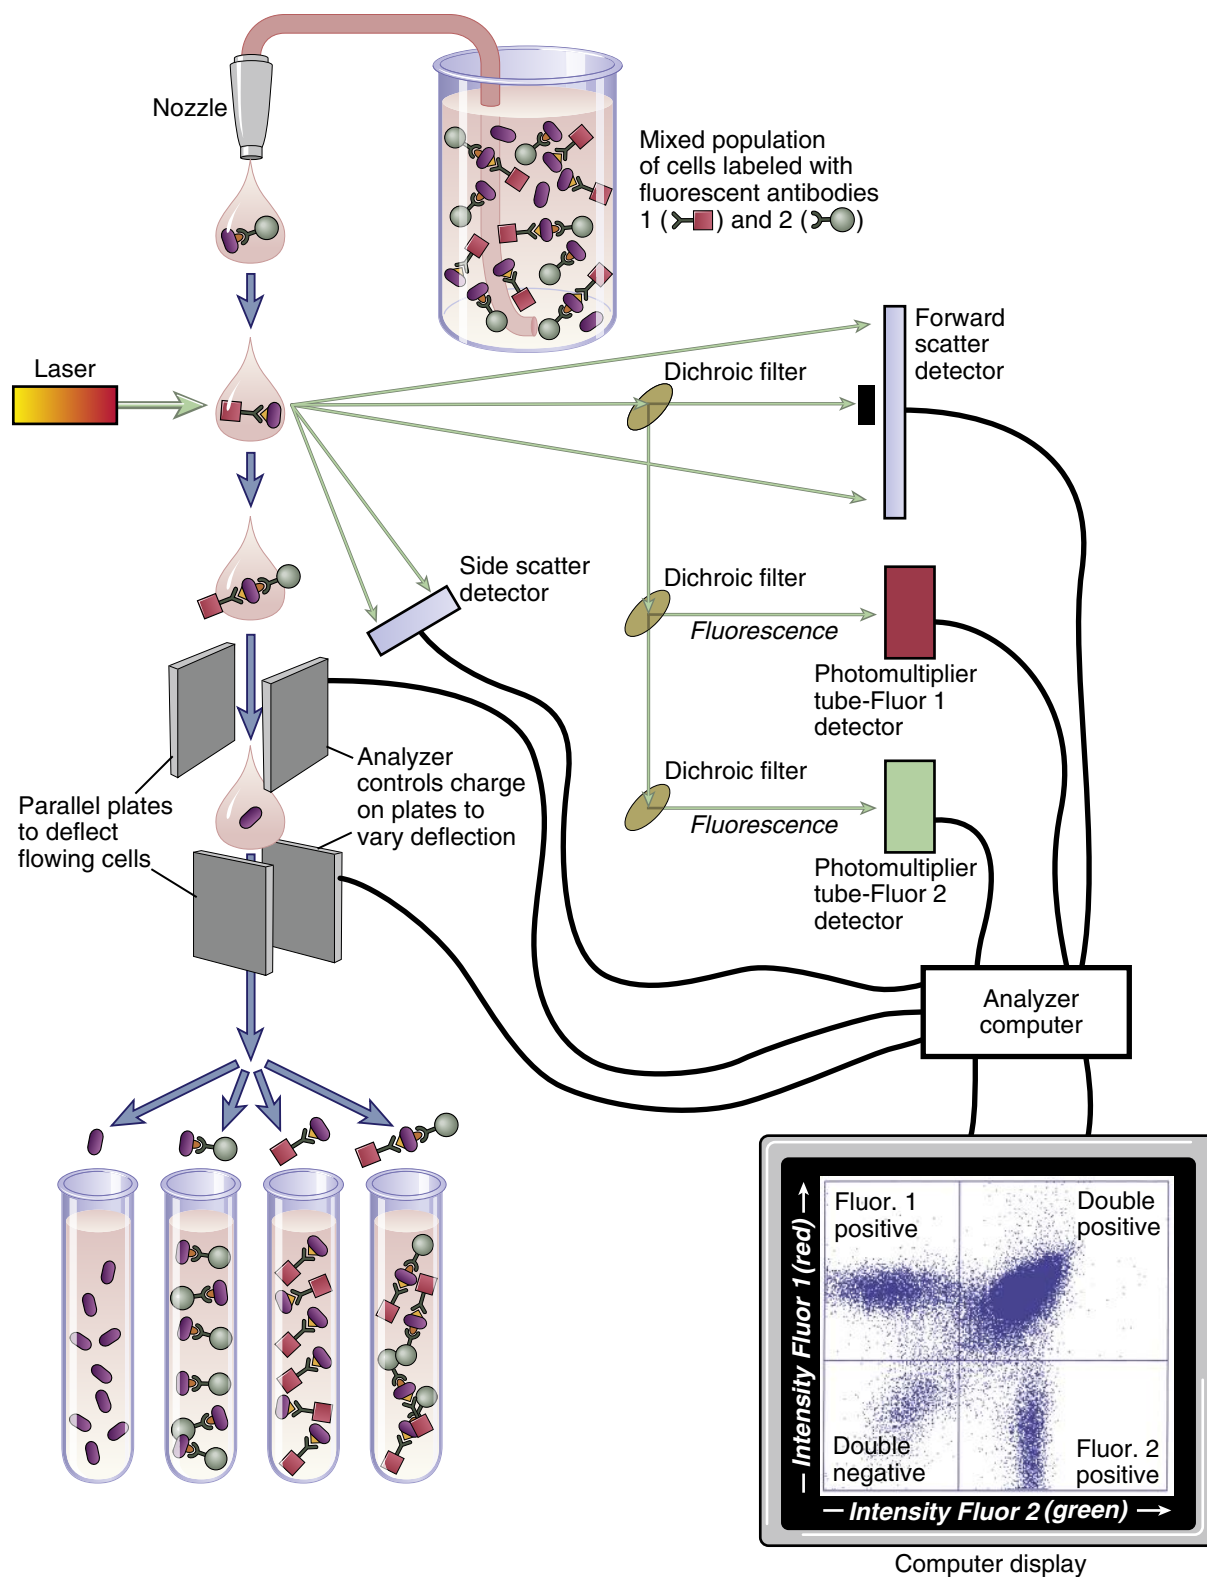 Nozzle
Mixed population
of cells labeled with
fluorescent antibodies
1 ( ) and 2 ( )
Laser
Dichroic filter
Forward
scatter
detector
Side scatter
detector
Dichroic filter
Fluorescence
Photomultiplier
tube-Fluor 1
detector
Parallel plates
to deflect
flowing cells
Analyzer
controls charge
on plates to
vary deflection
Dichroic filter
Fluorescence
Photomultiplier
tube-Fluor 2
detector
Analyzer
computer
Fluor. 1
positive
Double
positive
Double
negative
Fluor. 2
positive
Intensity Fluor 1 (red)
Intensity Fluor 2 (green)
Computer display